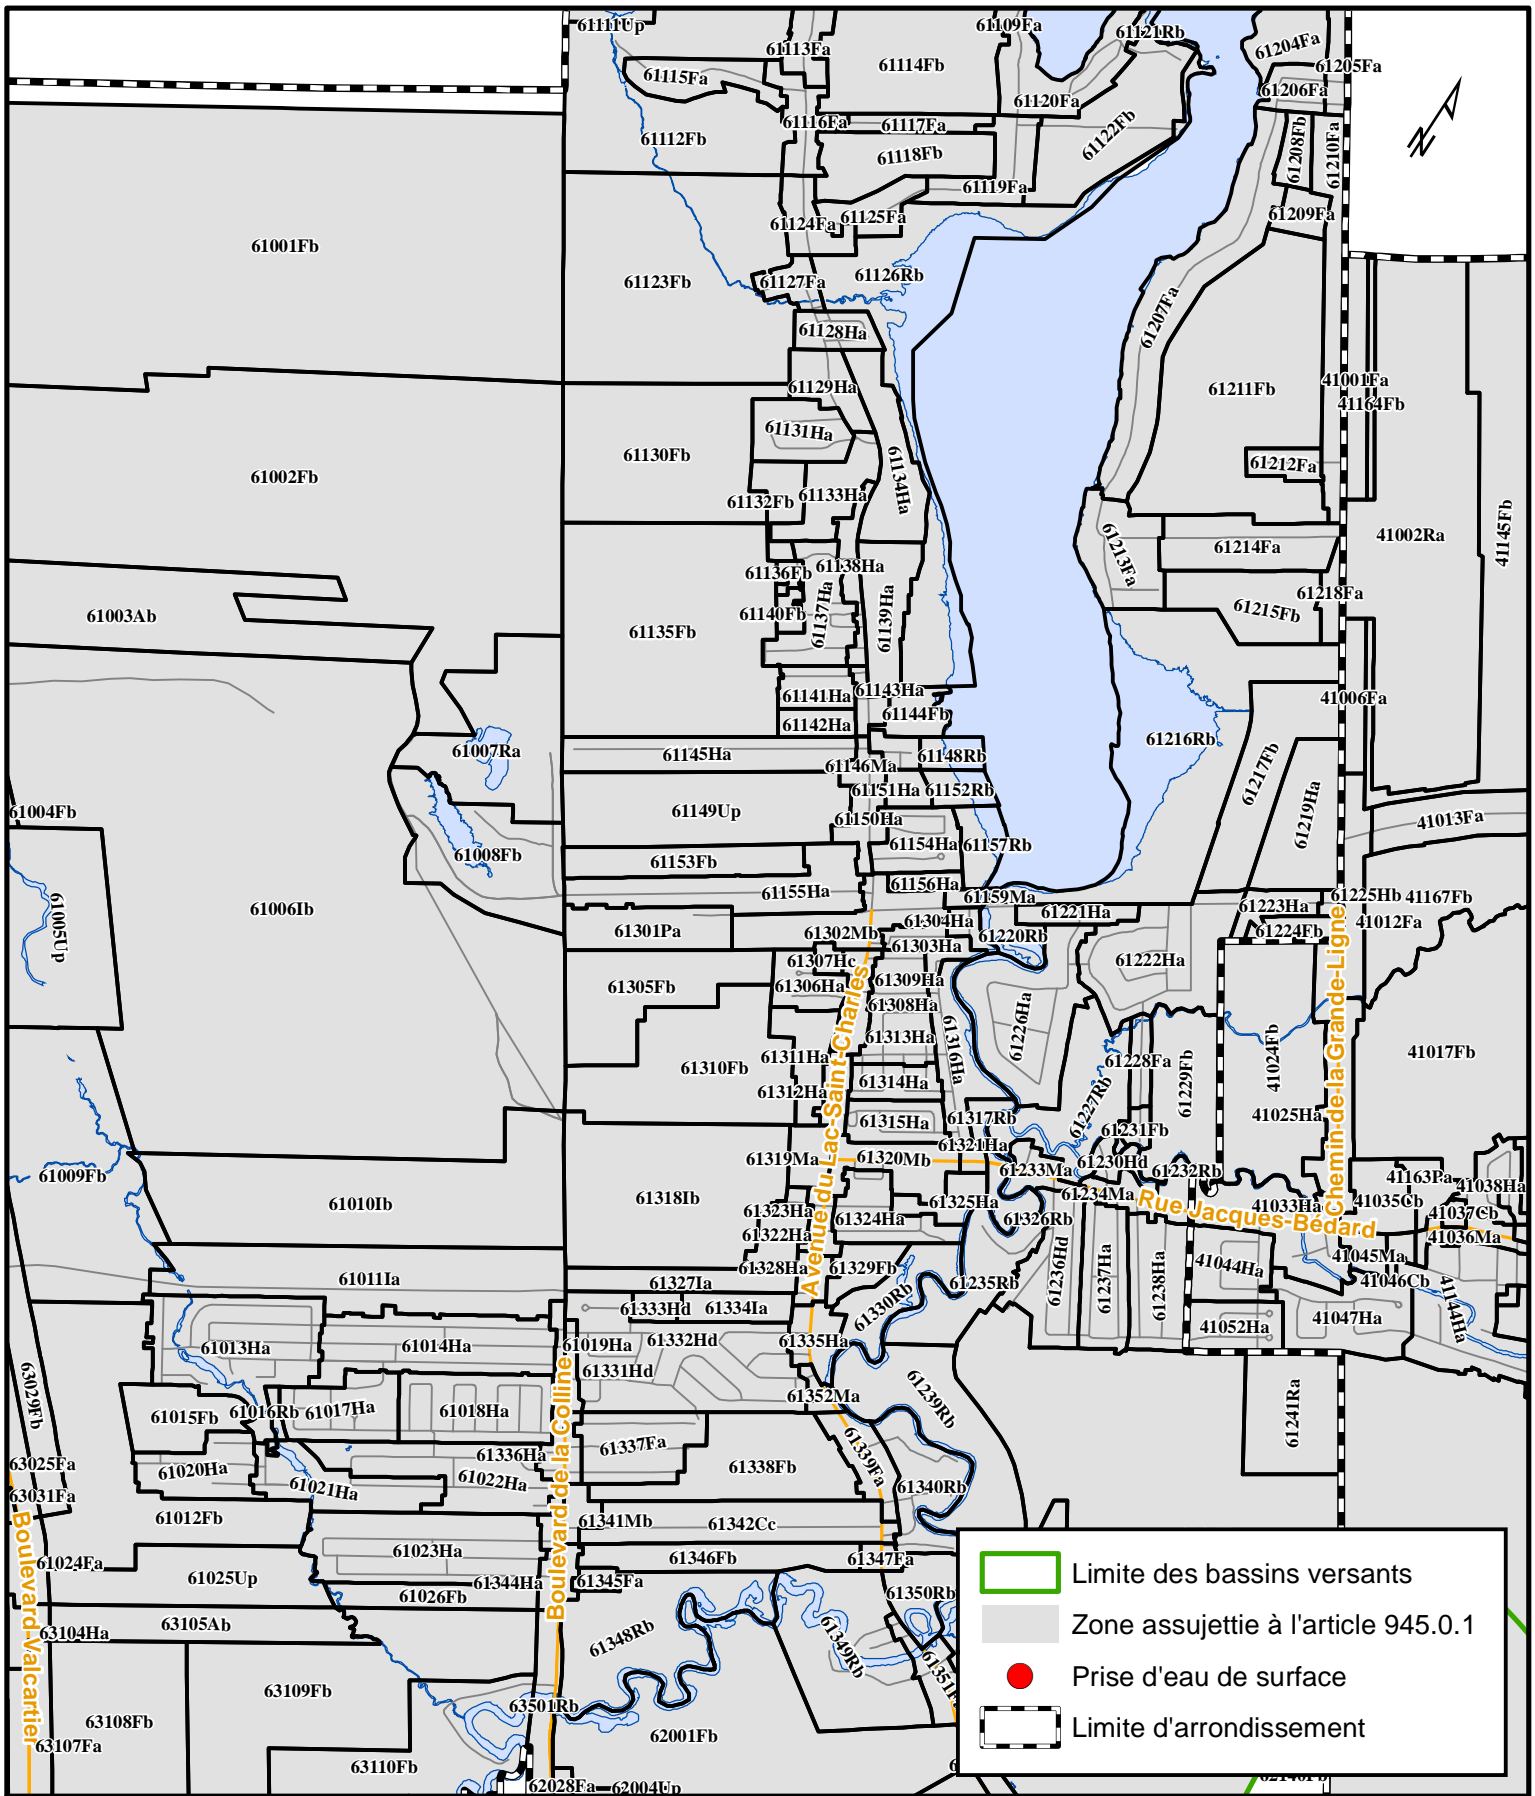 61111Up
61109Fa
61121Rb
61113Fa
61204Fa
61114Fb
61205Fa
61115Fa
61206Fa
61120Fa
61116Fa
61117Fa
61122Fb
61208Fb
61210Fa
61112Fb
61118Fb
61119Fa
61209Fa
61124Fa
61125Fa
N
61001Fb
61123Fb
61127Fa
61126Rb
61207Fa
61128Ha
61129Ha
61211Fb
41001Fa
41164Fb
61131Ha
61130Fb
61134Ha
61212Fa
61002Fb
61132Fb
61133Ha
41002Ra
41145Fb
61213Fa
61214Fa
61136Fb
61138Ha
61218Fa
61003Ab
61140Fb
61137Ha
61139Ha
61215Fb
61135Fb
61141Ha
61143Ha
41006Fa
61142Ha
61144Fb
61216Rb
61007Ra
61145Ha
61146Ma
61148Rb
61217Fb
61151Ha
61152Rb
61004Fb
61149Up
61150Ha
61219Ha
41013Fa
61008Fb
61153Fb
61154Ha
61157Rb
61155Ha
61156Ha
61159Ma
61225Hb
41167Fb
61005Up
61006Ib
61301Pa
61302Mb
61304Ha
61221Ha
61223Ha
41012Fa
61303Ha
61220Rb
61224Fb
61307Hc
61222Ha
61305Fb
61306Ha
61309Ha
61308Ha
61226Ha
61313Ha
61316Ha
61311Ha
61228Fa
61229Fb
41024Fb
41017Fb
61310Fb
61312Ha
61314Ha
61227Rb
61315Ha
61317Rb
41025Ha
61231Fb
61321Ha
61319Ma
61320Mb
61233Ma
61230Hd
61232Rb
61009Fb
61010Ib
61318Ib
61234Ma
41163Pa
41038Ha
61325Ha
41033Ha
41035Cb
61323Ha
61324Ha
61326Rb
41037Cb
61322Ha
41036Ma
Avenue du Lac-Saint-Charles
Rue Jacques-Bédard
Chemin de la Grande-Ligne
61011Ia
61328Ha
61329Fb
61235Rb
61236Hd
61237Ha
61238Ha
41044Ha
41045Ma
41046Cb
61327Ia
61330Rb
61333Hd
61334Ia
41052Ha
41047Ha
41144Ha
61013Ha
61014Ha
61019Ha
61332Hd
61335Ha
61331Hd
63029Fb
61352Ma
61239Rb
61015Fb
61016Rb
61017Ha
61018Ha
61241Ra
61336Ha
61337Fa
61339Fa
61338Fb
63025Fa
61020Ha
61021Ha
61022Ha
61340Rb
63031Fa
61012Fb
61341Mb
61342Cc
61024Fa
61023Ha
61346Fb
61347Fa
61025Up
61344Ha
61345Fa
61026Fb
61350Rb
63104Ha
63105Ab
61348Rb
61349Rb
Boulevard Valcartier
Boulevard de la Colline
63109Fb
63501Rb
63108Fb
62001Fb
63107Fa
63110Fb
62028Fa
62004Up
Limite des bassins versants
Zone assujettie à l'article 945.0.1
Prise d'eau de surface
Limite d'arrondissement